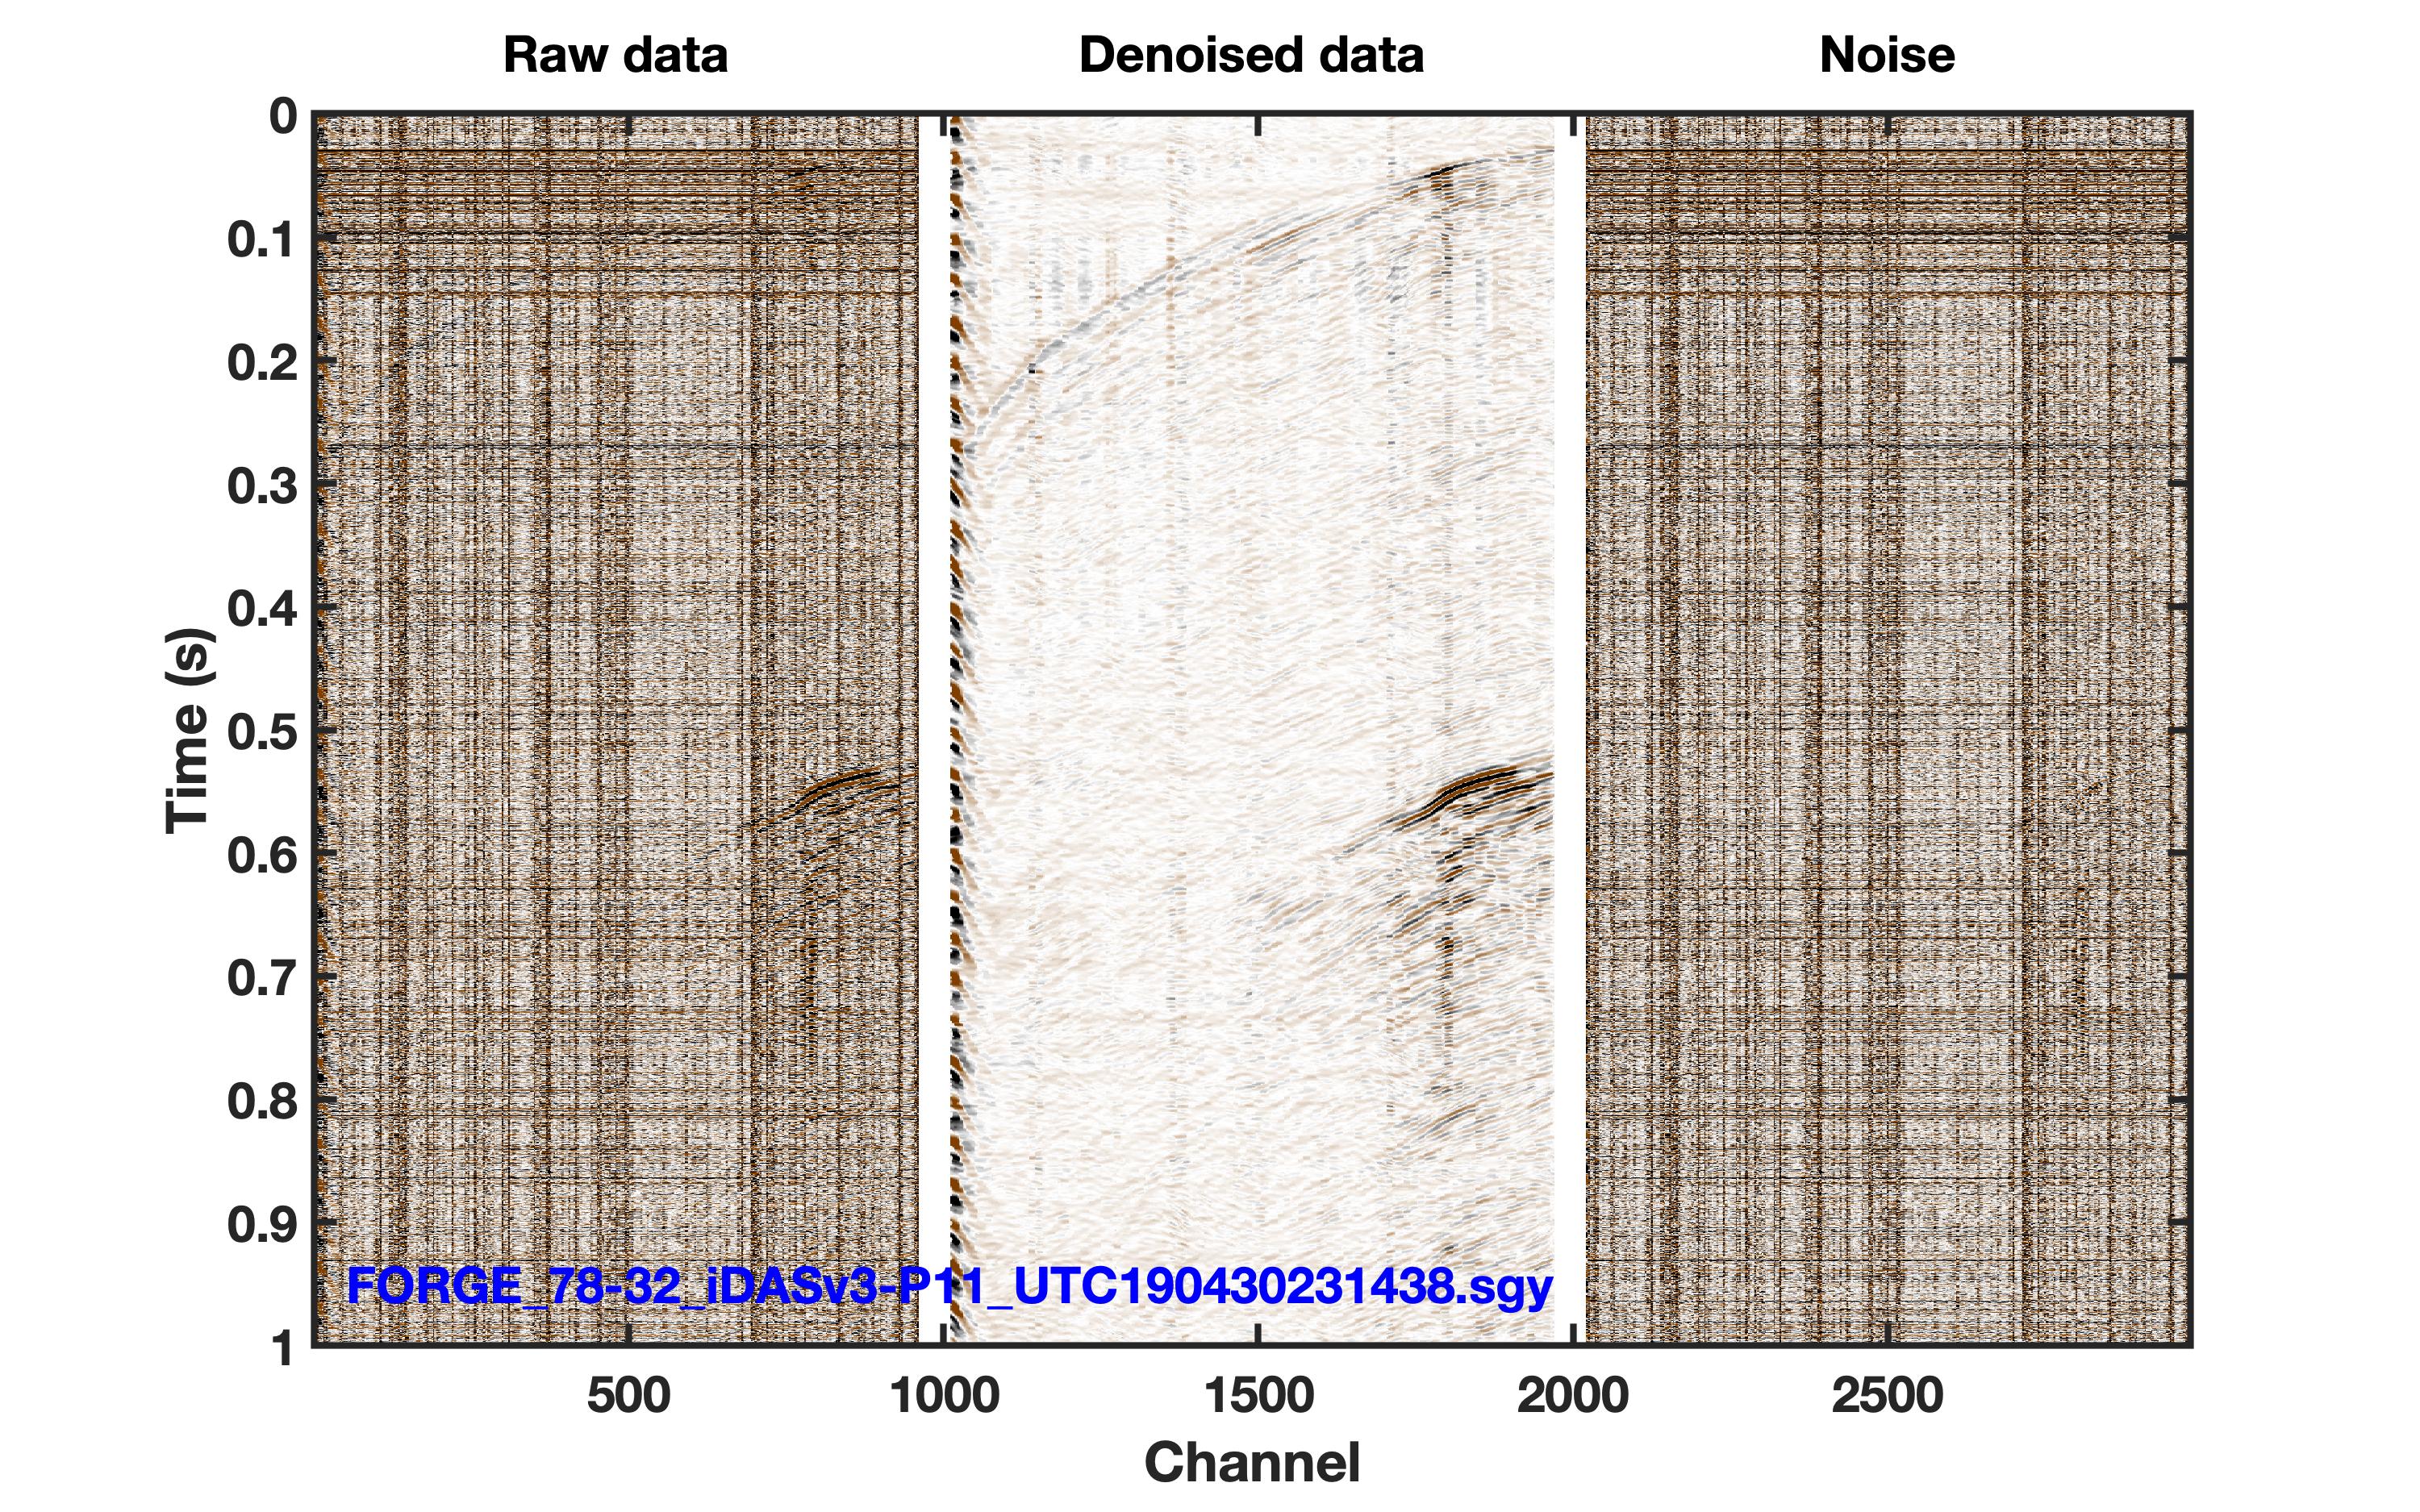 Raw data
Denoised data
Noise
0
0.1
0.2
0.3
0.4
0.5
0.6
0.7
0.8
0.9
1
Time (s)
FORGE_78-32_iDASv3-P11_UTC190430231438.sgy
500
1000
1500
2000
2500
Channel